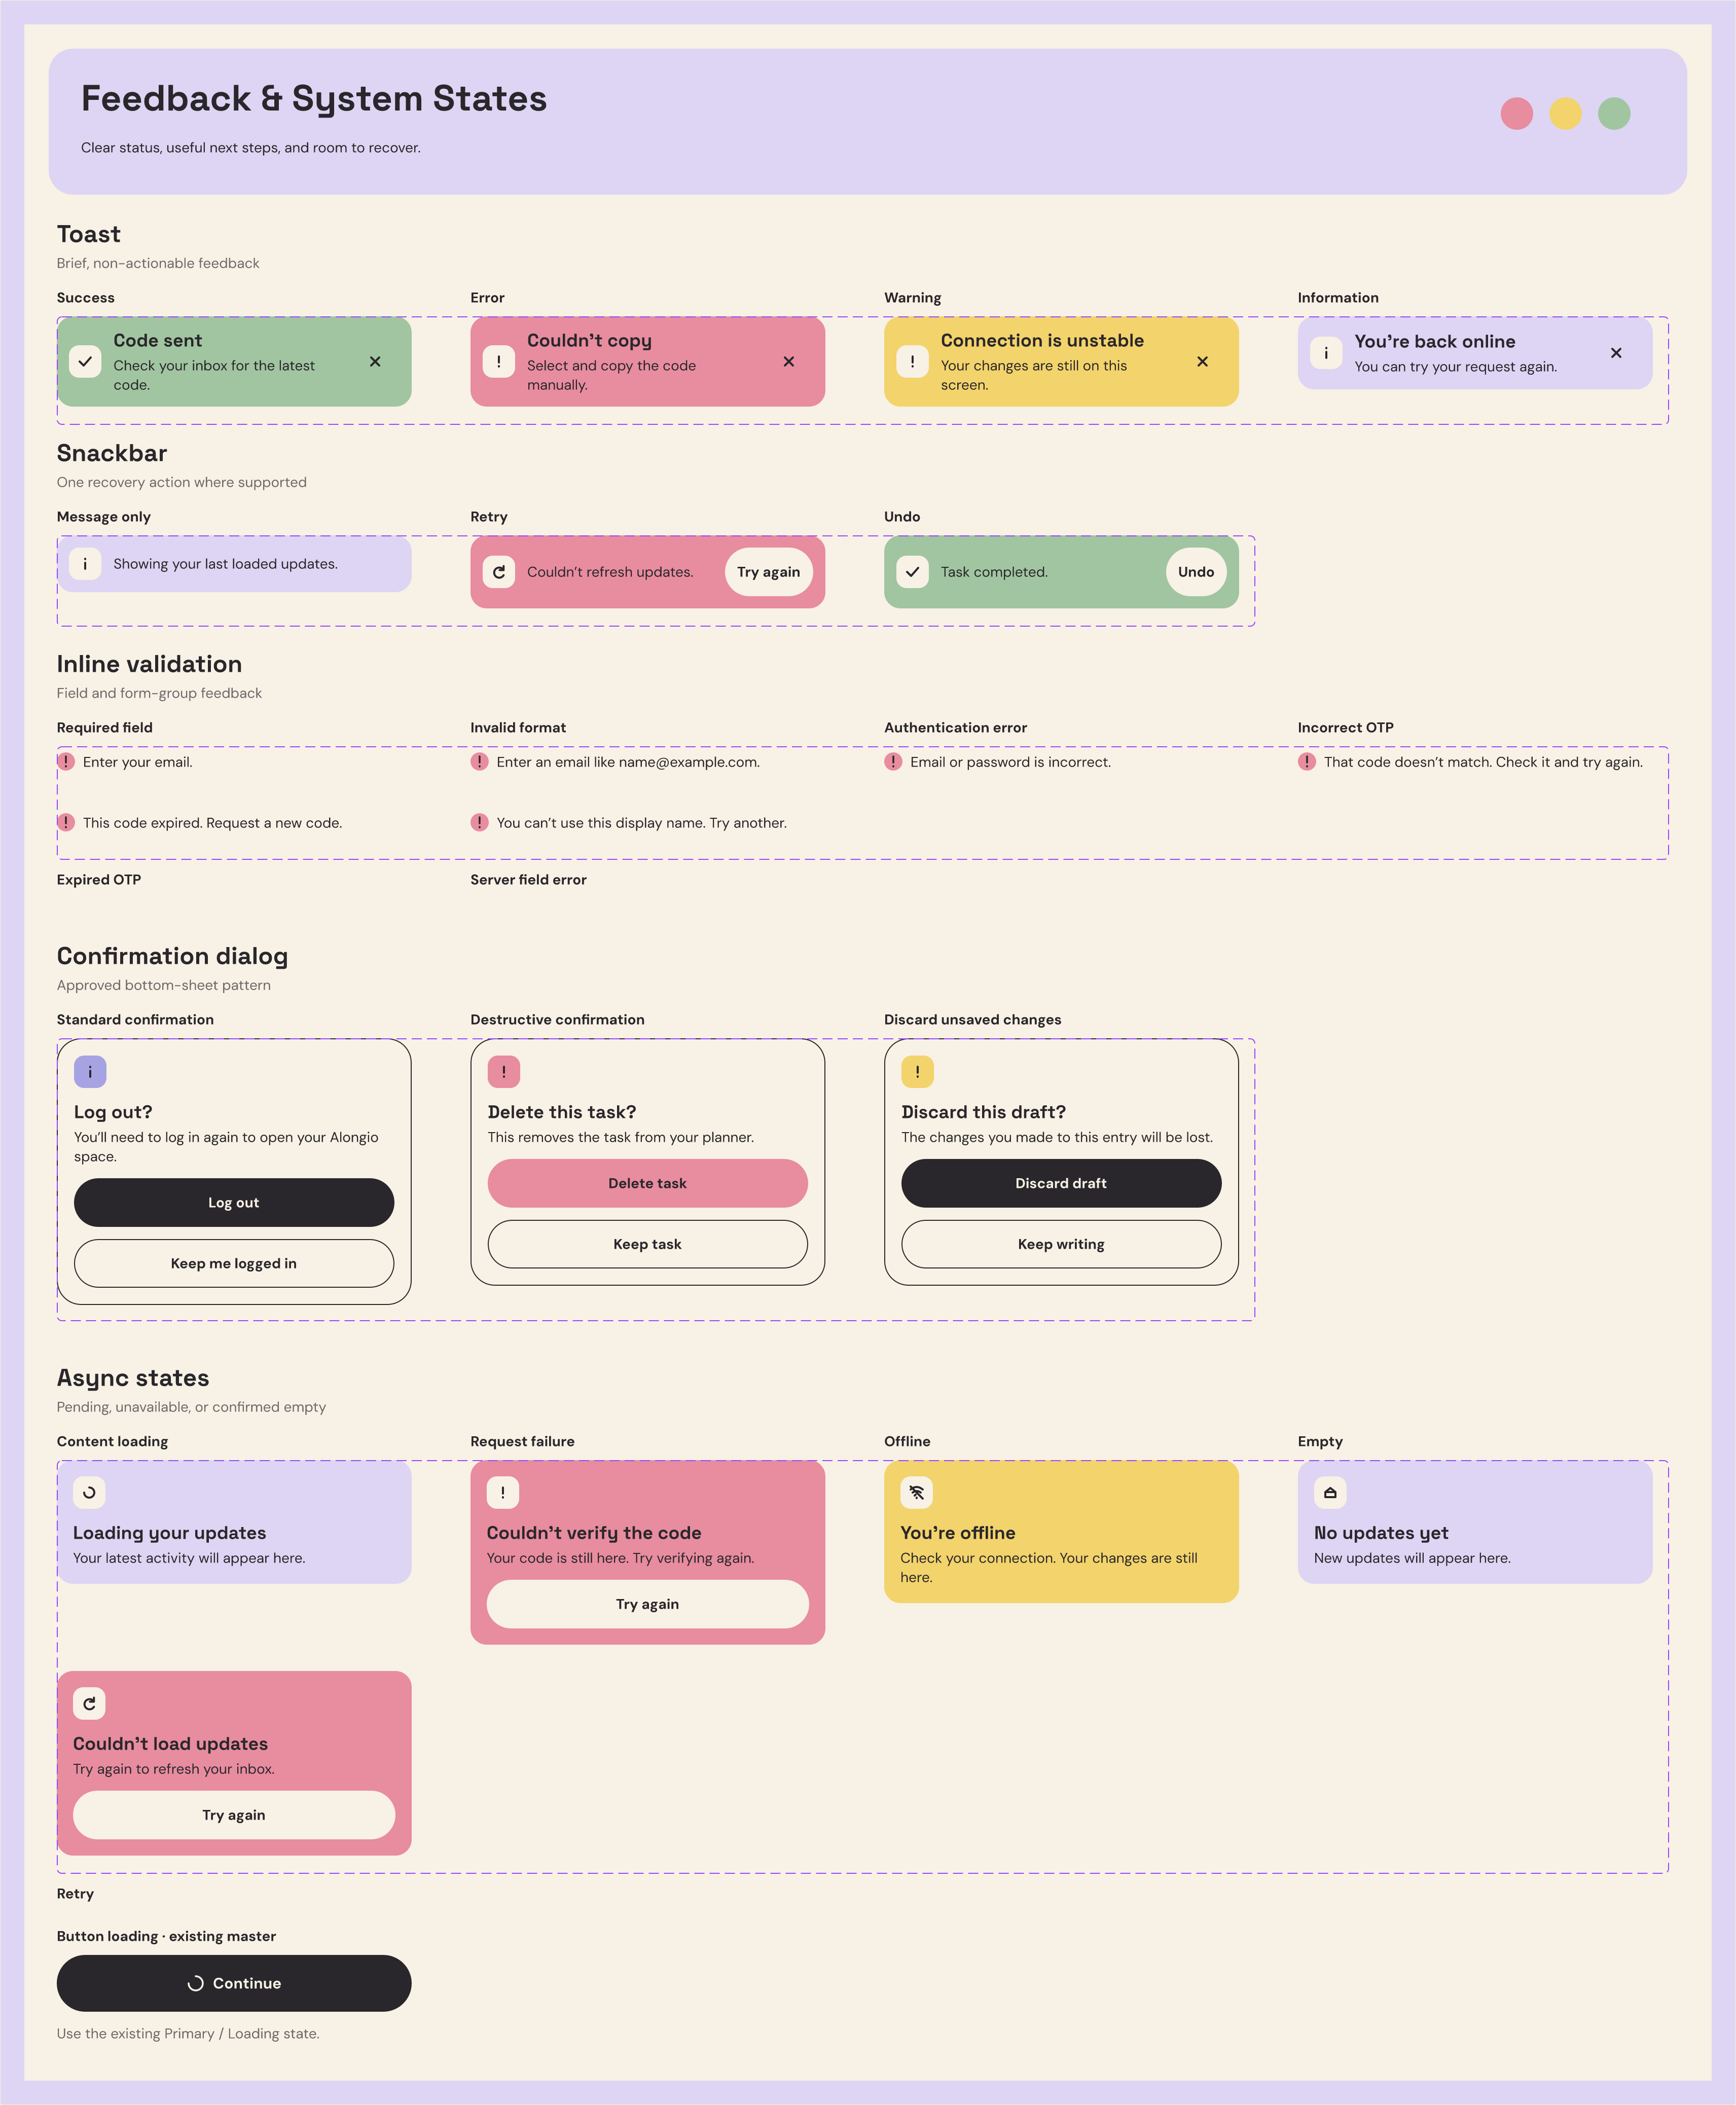 Feedback & System States
Clear status, useful next steps, and room to recover.
Toast
Brief, non-actionable feedback
Success
Error
Warning
Information
Code sent
Check your inbox for the latest
code.
Couldn’t copy
Select and copy the code
manually.
Connection is unstable
Your changes are still on this
screen.
You’re back online
You can try your request again.
Snackbar
One recovery action where supported
Message only
Retry
Undo
Showing your last loaded updates.
Couldn’t refresh updates.
Try again
Task completed.
Undo
Inline validation
Field and form-group feedback
Required field
Invalid format
Authentication error
Incorrect OTP
Enter your email.
Enter an email like name@example.com.
Email or password is incorrect.
That code doesn’t match. Check it and try again.
This code expired. Request a new code.
You can’t use this display name. Try another.
Expired OTP
Server field error
Confirmation dialog
Approved bottom-sheet pattern
Standard confirmation
Destructive confirmation
Discard unsaved changes
Log out?
You’ll need to log in again to open your Alongio
space.
Log out
Keep me logged in
Delete this task?
This removes the task from your planner.
Delete task
Keep task
Discard this draft?
The changes you made to this entry will be lost.
Discard draft
Keep writing
Async states
Pending, unavailable, or confirmed empty
Content loading
Request failure
Offline
Empty
Loading your updates
Your latest activity will appear here.
Couldn’t verify the code
Your code is still here. Try verifying again.
Try again
You’re offline
Check your connection. Your changes are still
here.
No updates yet
New updates will appear here.
Couldn’t load updates
Try again to refresh your inbox.
Try again
Retry
Button loading · existing master
Continue
Use the existing Primary / Loading state.